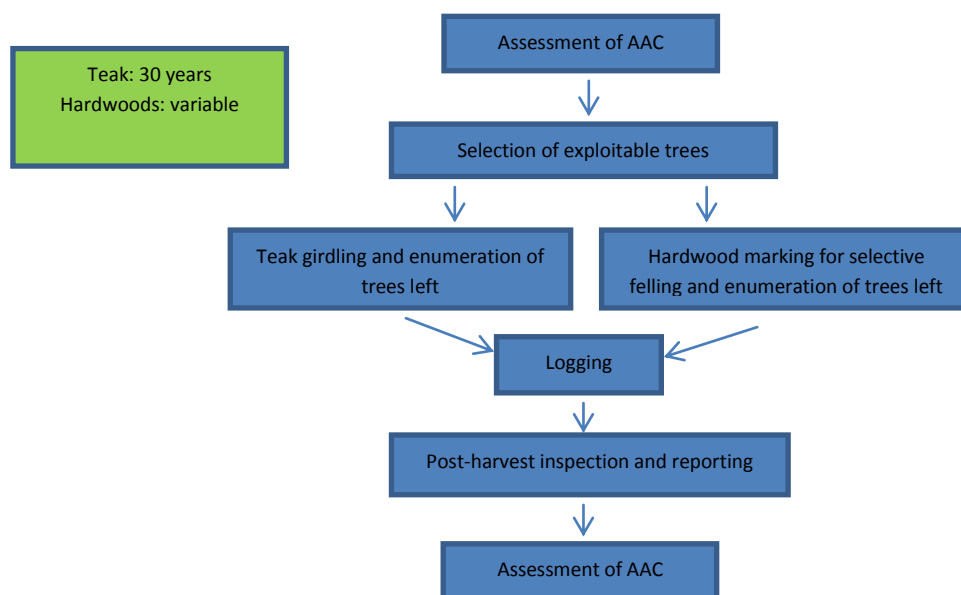 Assessment of AAC
Teak: 30 years
Hardwoods: variable
Selection of exploitable trees
Teak girdling and enumeration of
trees left
Hardwood marking for selective
felling and enumeration of trees left
Logging
Post-harvest inspection and reporting
Assessment of AAC